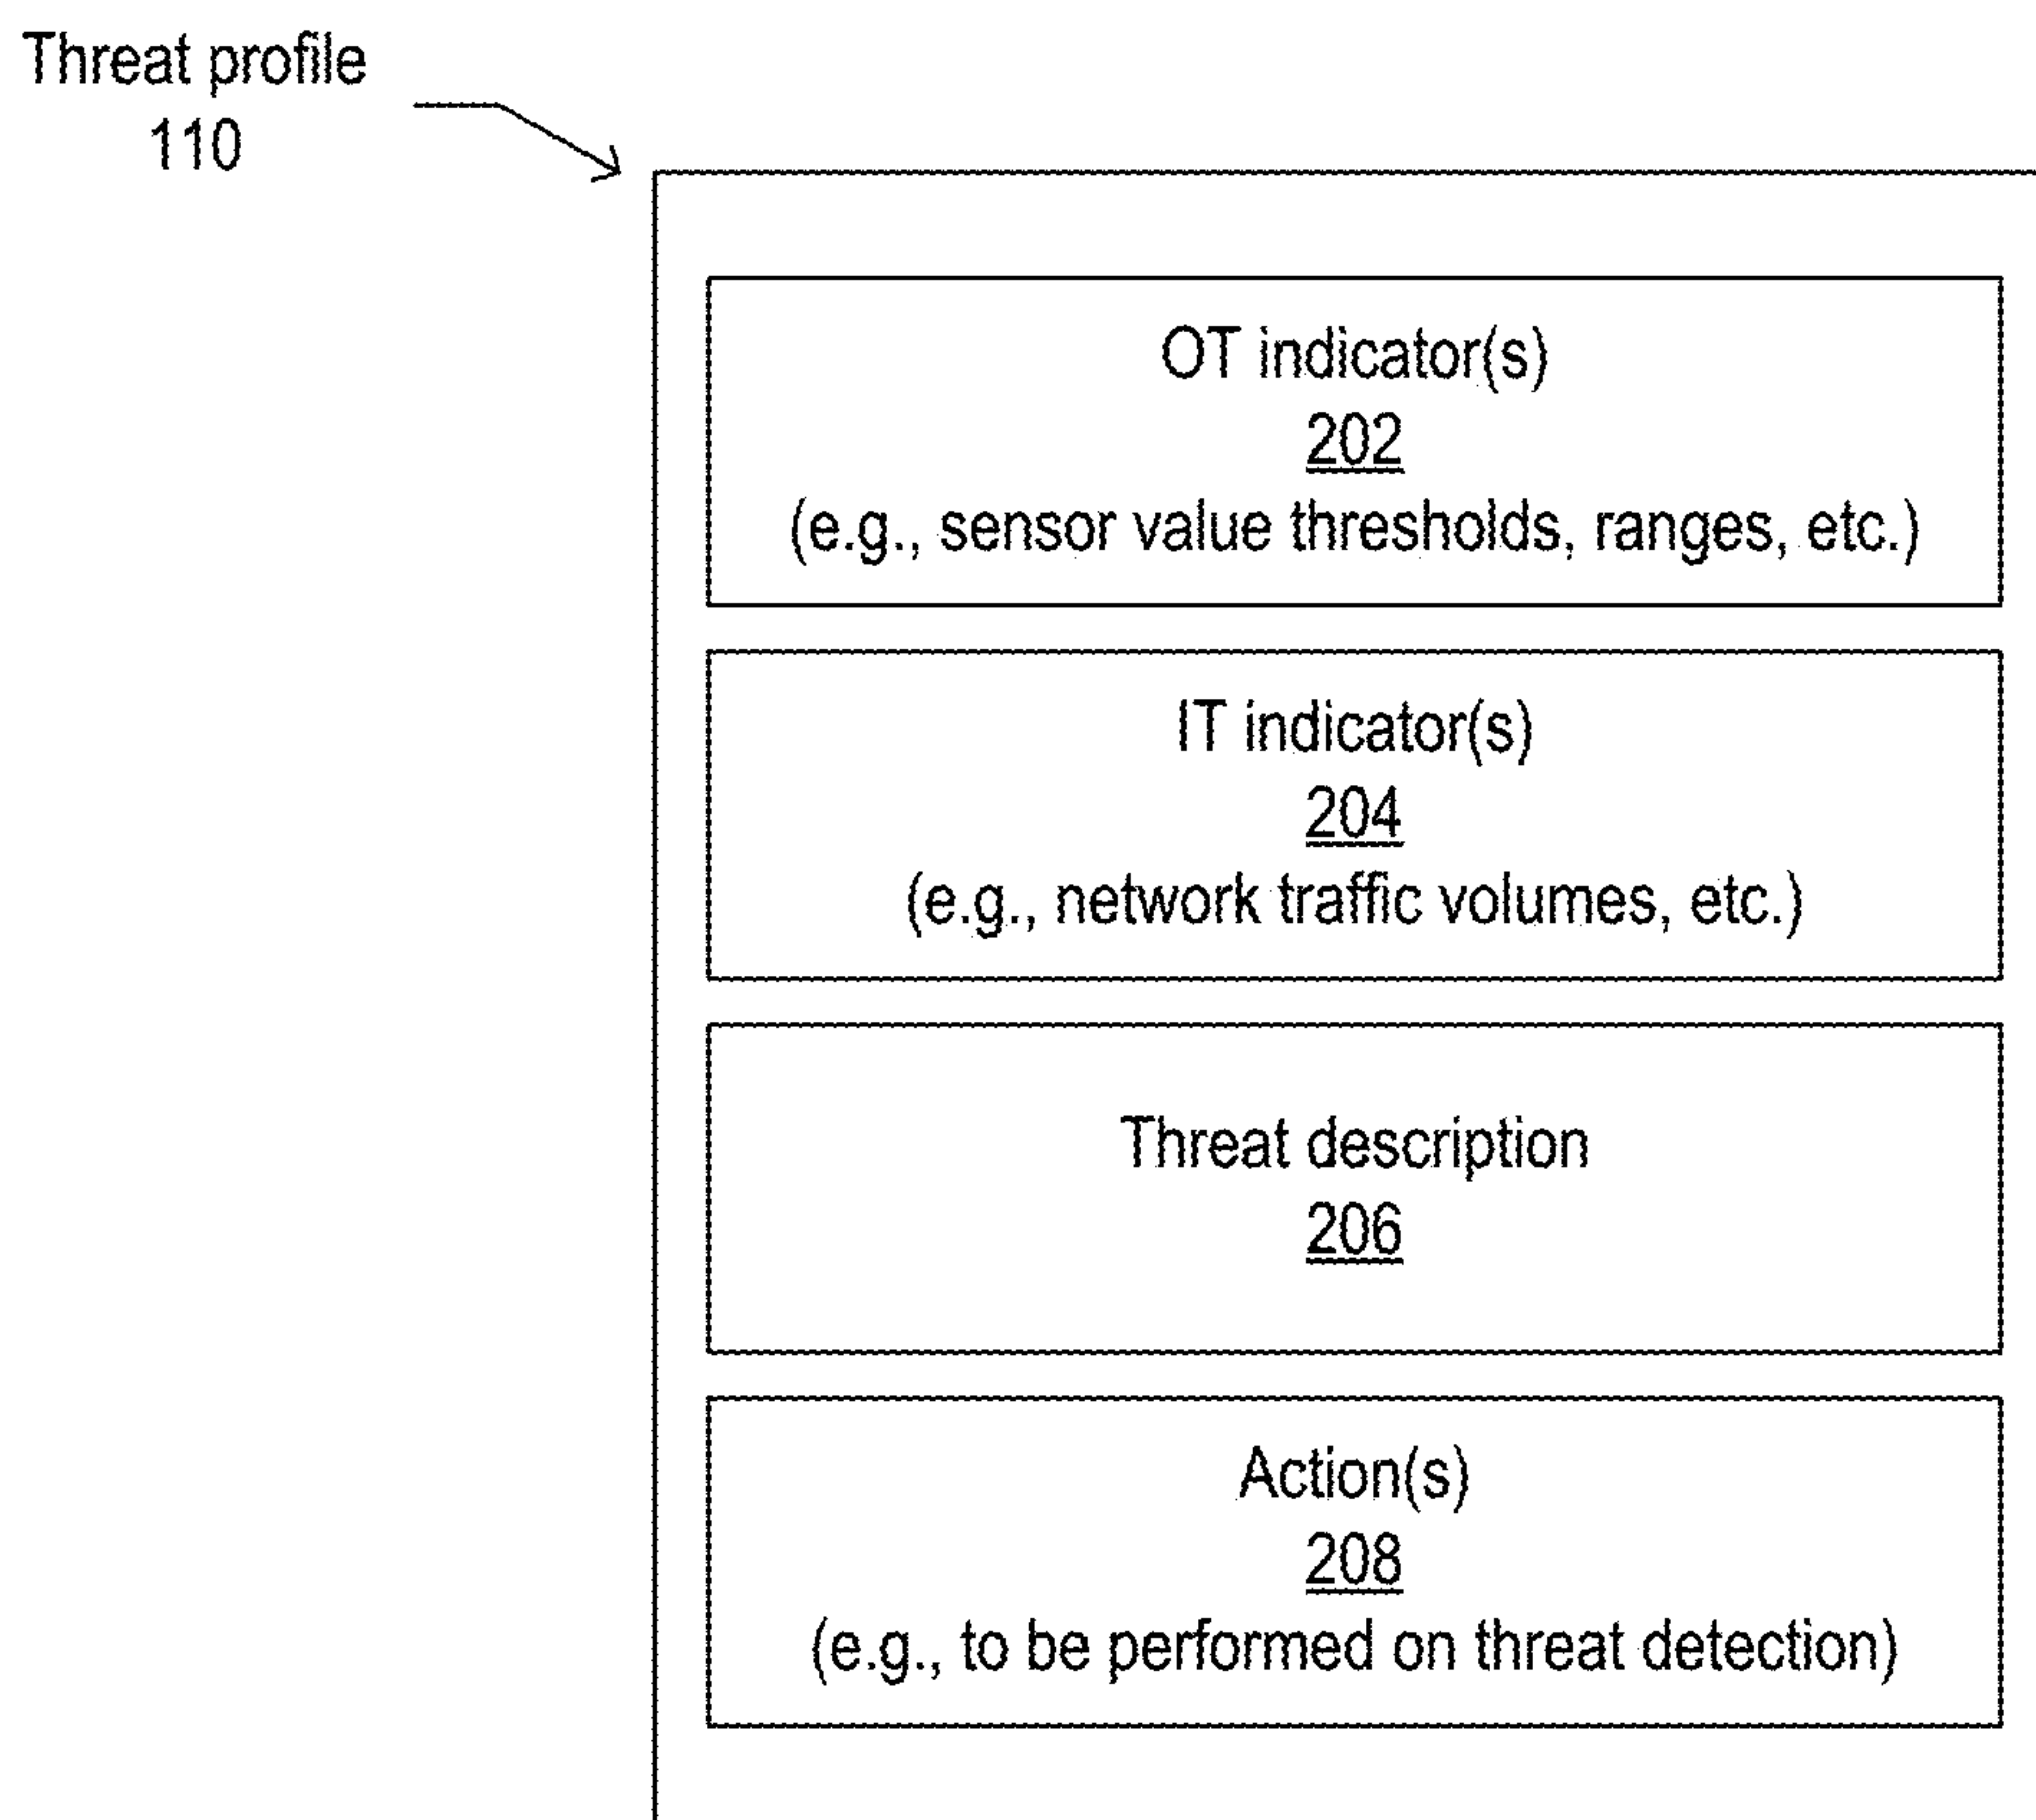 Threat profile
110
OT indicator(s)
202
(e.g., sensor value thresholds, ranges, etc.)
IT indicator(s)
204
(e.g., network traffic volumes, etc.)
Threat description
206
Action(s)
208
(e.g., to be performed on threat detection)